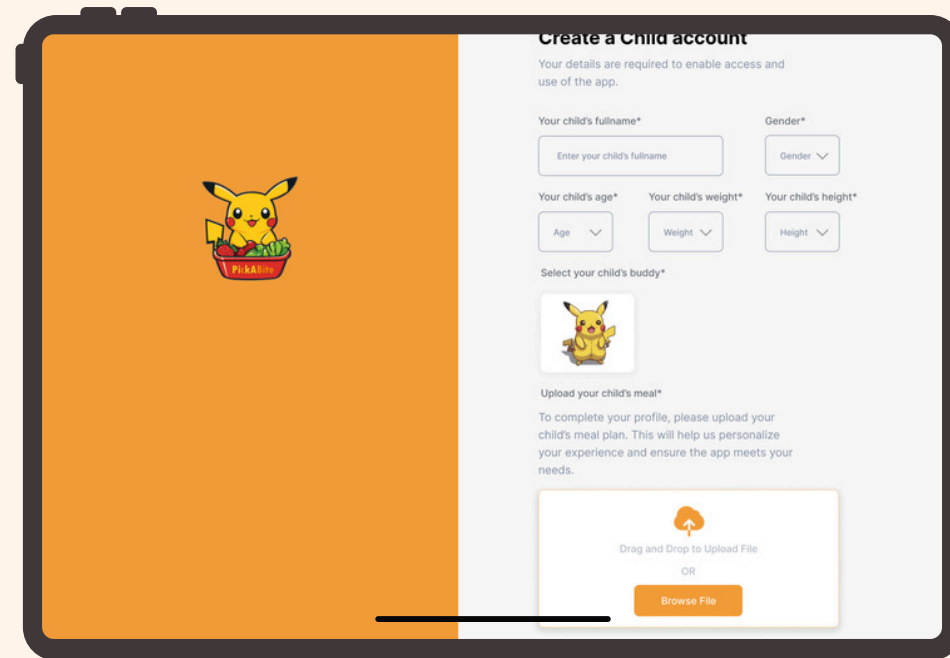 Create a Child account
Your details are required to enable access and
use of the app.
Your child's fullname*
Gender*
Enter your child's fullname
Gender
Your child's age*
Your child's weight*
Your child's height*
Age
Weight
Height
Select your child's buddy*
Upload your child's meal*
To complete your profile, please upload your
child's meal plan. This will help us personalize
your experience and ensure the app meets your
needs.
Drag and Drop to Upload File
OR
Browse File
PickABite